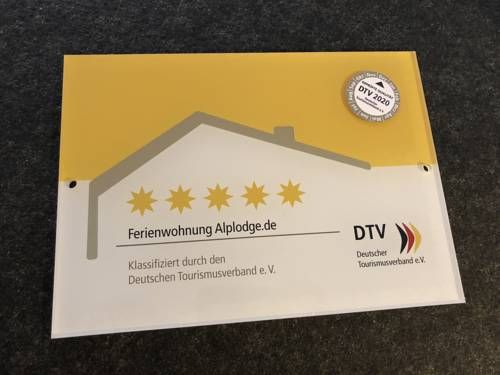 DTV 2020
Ferienwohnung Alplodge.de
Klassifiziert durch den
Deutschen Tourismusverband e. V.
DTV
Deutscher
Tourismusverband e.V.